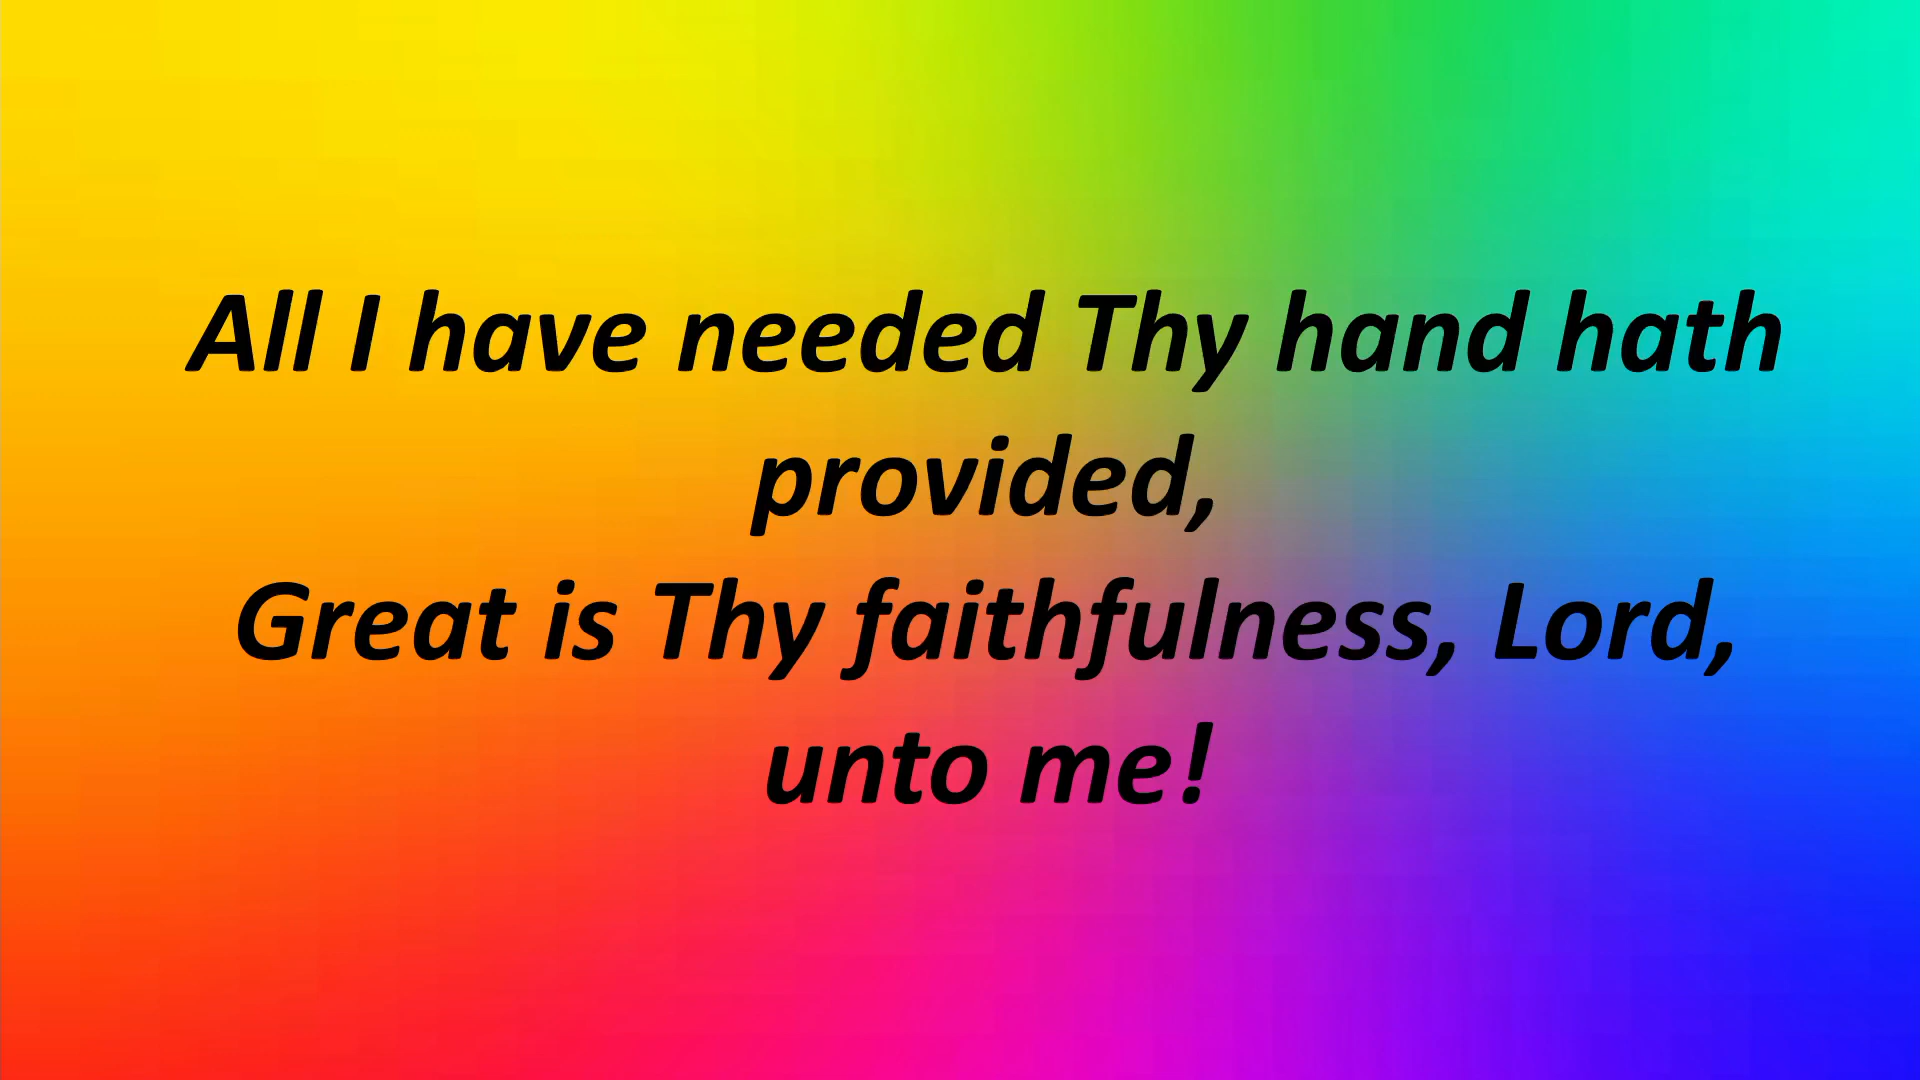 All I have needed Thy hand hath
provided,
Great is Thy faithfulness, Lord,
unto me!